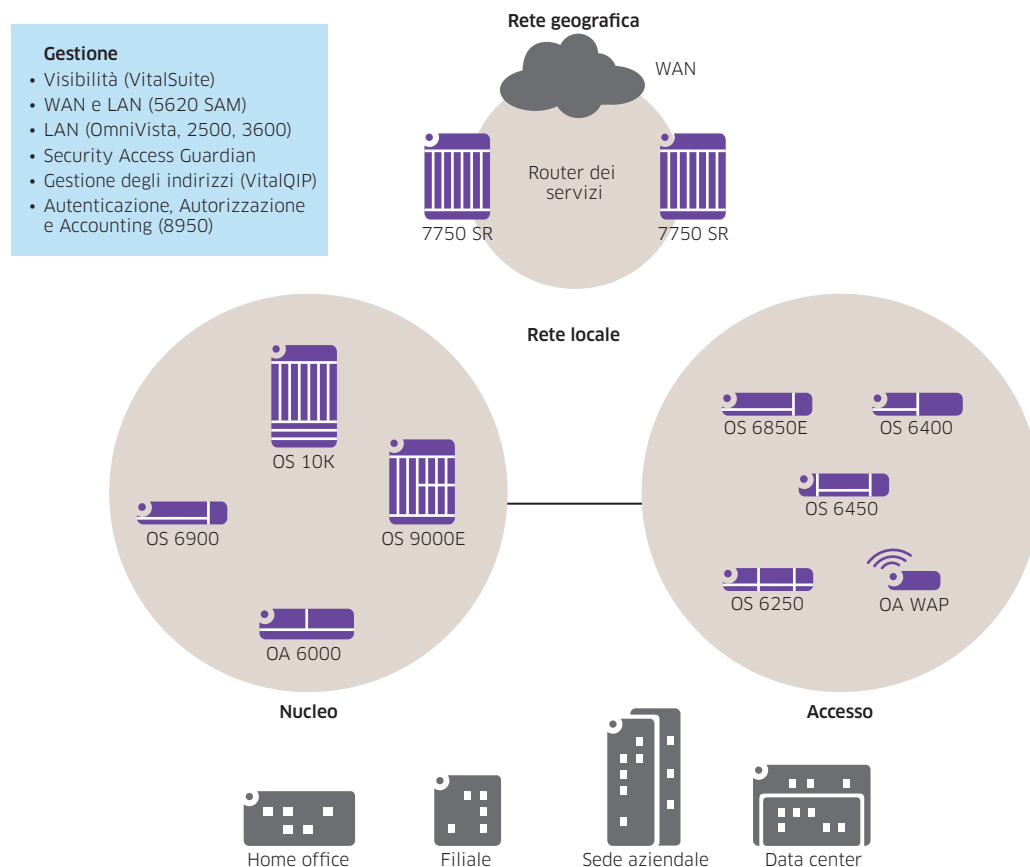 Rete geografica
WAN
Gestione
• Visibilità (VitalSuite)
• WAN e LAN (5620 SAM)
• LAN (OmniVista, 2500, 3600)
• Security Access Guardian
• Gestione degli indirizzi (VitalQIP)
• Autenticazione, Autorizzazione
e Accounting (8950)
Router dei
servizi
7750 SR
7750 SR
Rete locale
OS 10K
OS 6900
OS 9000E
OA 6000
OS 6850E
OS 6400
OS 6450
OS 6250
OA WAP
Nucleo
Accesso
Home office
Filiale
Sede aziendale
Data center